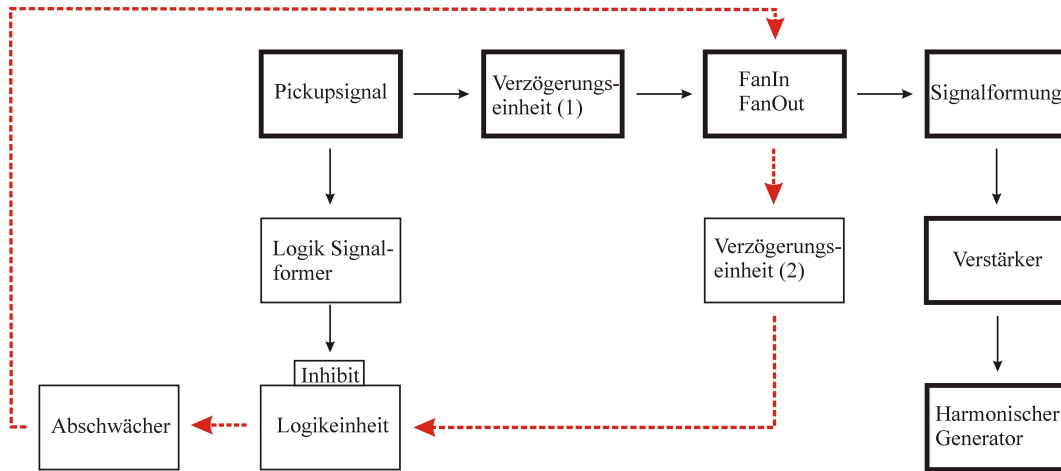 Pickupsignal
Verzögerungs-
einheit (1)
FanIn
FanOut
Signalformung
Logik Signal-
former
Verzögerungs-
einheit (2)
Verstärker
Inhibit
Abschwächer
Logikeinheit
Harmonischer
Generator